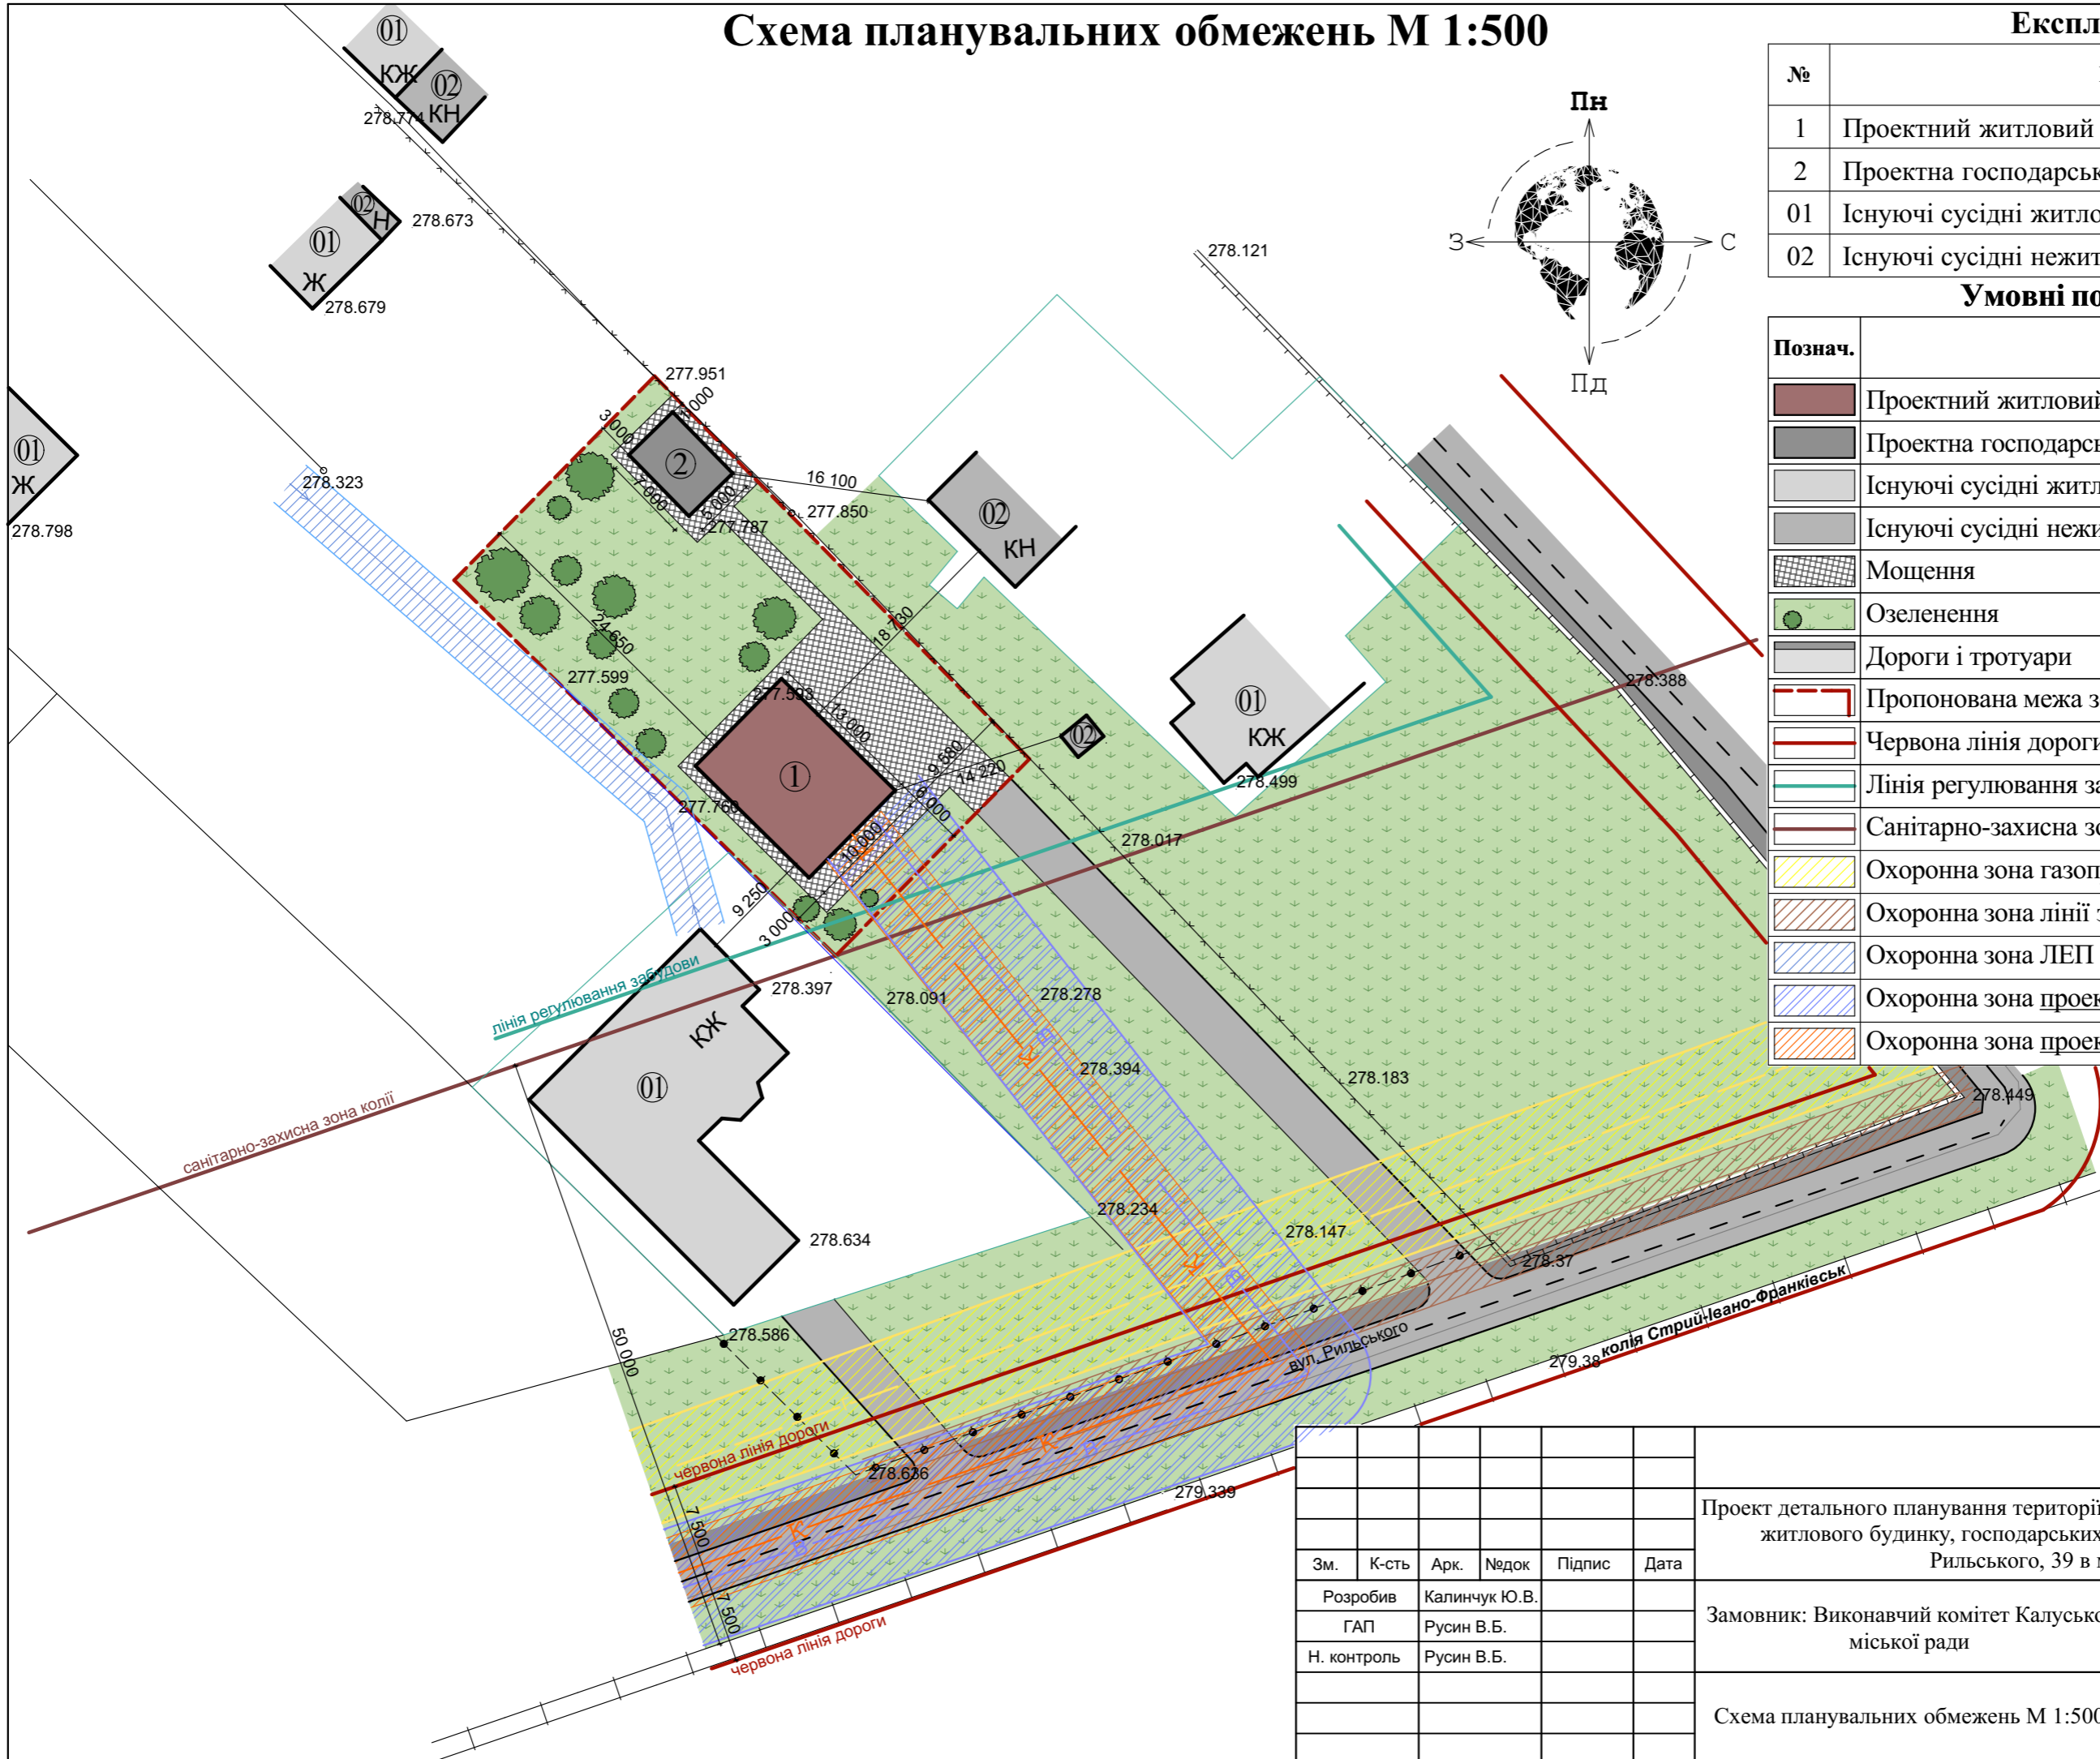 Схема планувальних обмежень М 1:500
Експл
№
1 Проектний житловий
2 Проектна господарськ
01 Існуючі сусідні житло
02 Існуючі сусідні нежит
Умовні по
Познач.
Проектний житловий
Проектна господарсь
Існуючі сусідні житл
Існуючі сусідні нежи
Мощення
Озеленення
Дороги і тротуари
Пропонована межа з
Червона лінія дороги
Лінія регулювання за
Санітарно-захисна зо
Охоронна зона газоп
Охоронна зона лінії з
Охоронна зона ЛЕП
Охоронна зона проек
Охоронна зона проек
Пн
З
С
Пд
01
КЖ
02
КН
278.774
02
Н
01
Ж
278.673
278.679
01
Ж
278.798
278.323
278.121
277.951
3 000
000
2
7 000
5 000
277.787
16 100
277.850
02
КН
18 730
24 650
277.599
277.593
13 000
1
277.760
9 680
14 220
6 000
10 000
02
01
КЖ
278.499
278.388
278.017
9 250
3 000
278.397
лінія регулювання забудови
278.091
278.278
В
К
278.394
КЖ
01
санітарно-захисна зона колії
278.183
278.449
278.234
278.147
278.634
К
В
278.37
278.586
50 000
вул. Рильського
279.38
колія Стрий-Івано-Франківськ
червона лінія дороги
К
В
278.636
279.339
7 500
К
В
7 500
червона лінія дороги
Зм. К-сть Арк. №док Підпис Дата
Розробив Калинчук Ю.В.
ГАП Русин В.Б.
Н. контроль Русин В.Б.
Проект детального планування території
житлового будинку, господарських
Рильського, 39 в
Замовник: Виконавчий комітет Калусько
міської ради
Схема планувальних обмежень М 1:500